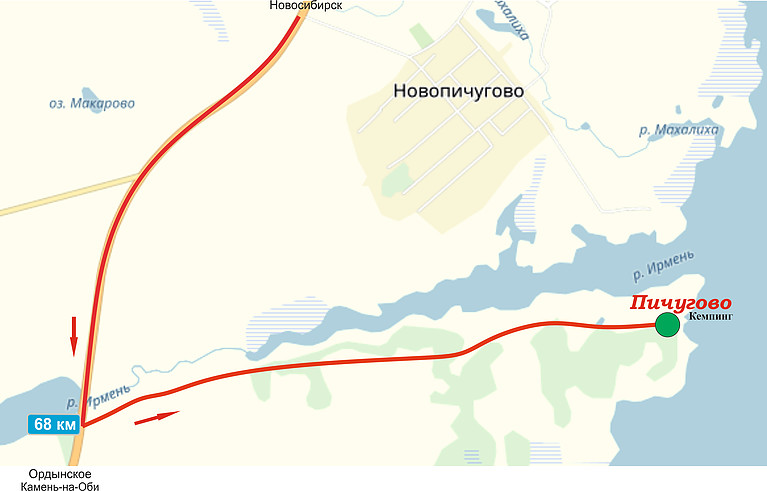 Новосибирск
Махалиха
Новопичугово
оз. Макарово
р. Махалиха
р. Ирмень
Пичугово
Кемпинг
р. Ирмень
68 км
Ордынское
Камень-на-Оби